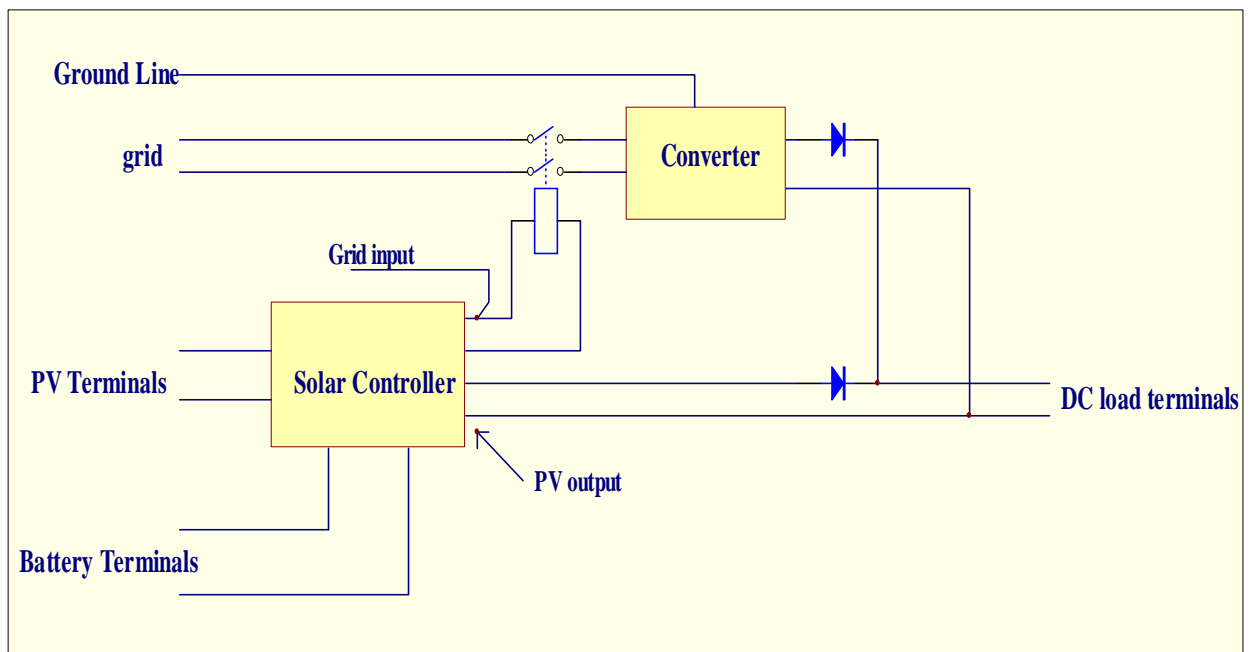 Ground Line
grid
Converter
Grid input
PV Terminals
Solar Controller
DC load terminals
PV output
Battery Terminals